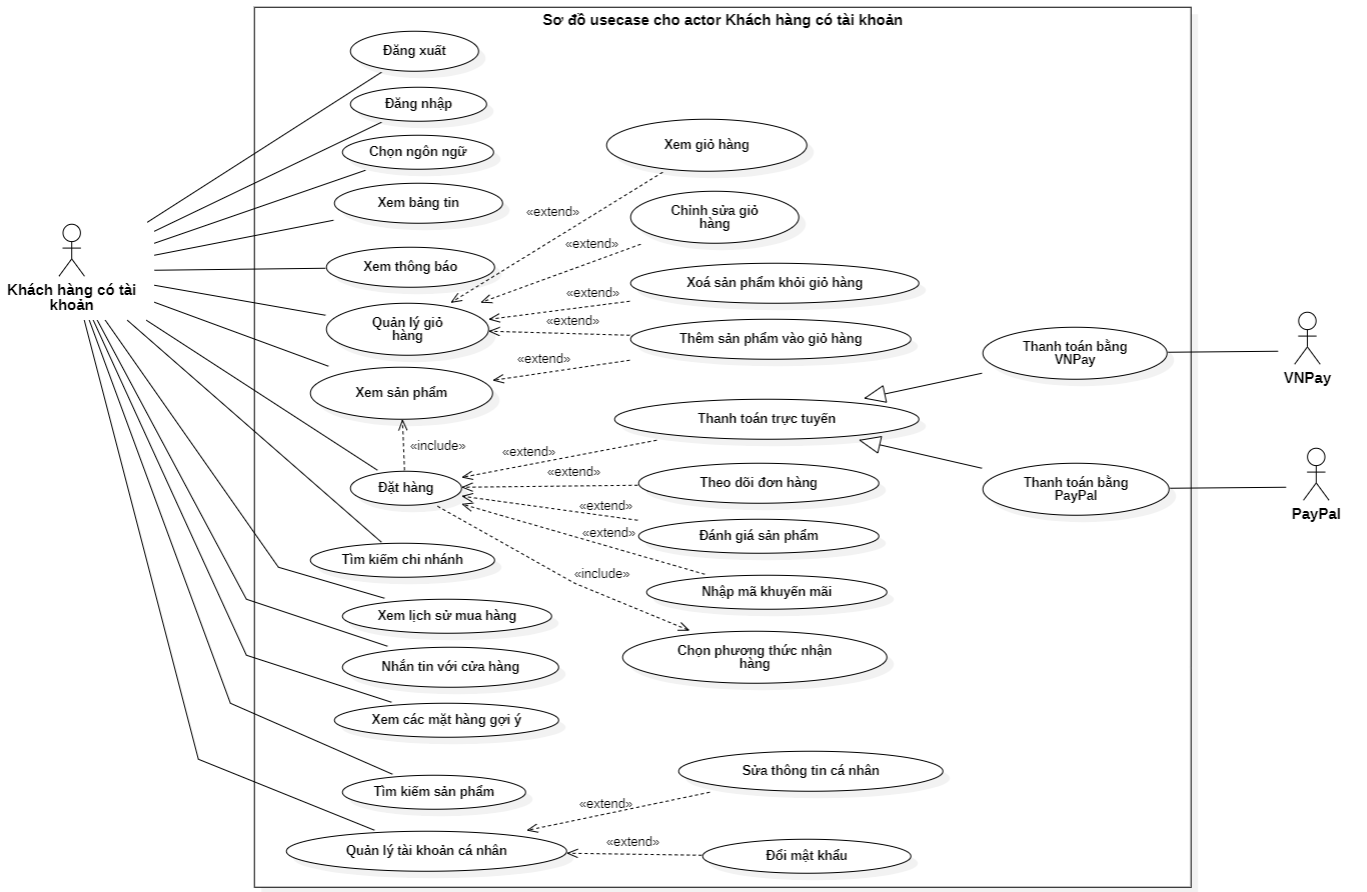 Sơ đồ usecase cho actor Khách hàng có tài khoản
Đăng xuất
Đăng nhập
Chọn ngôn ngữ
Xem giỏ hàng
Xem bảng tin
«extend»
Chỉnh sửa giỏ
hàng
«extend»
Xem thông báo
Khách hàng có tài
khoản
Xoá sản phẩm khỏi giỏ hàng
«extend»
Quản lý giỏ
hàng
«extend»
Thêm sản phẩm vào giỏ hàng
Thanh toán bằng
VNPay
VNPay
«extend»
Xem sản phẩm
Thanh toán trực tuyến
«include»
«extend»
«extend»
Đặt hàng
Theo dõi đơn hàng
Thanh toán bằng
PayPal
PayPal
«extend»
«extend»
Đánh giá sản phẩm
Tìm kiếm chi nhánh
«include»
Nhập mã khuyến mãi
Xem lịch sử mua hàng
Chọn phương thức nhận
hàng
Nhắn tin với cửa hàng
Xem các mặt hàng gợi ý
Sửa thông tin cá nhân
Tìm kiếm sản phẩm
«extend»
Quản lý tài khoản cá nhân
«extend»
Đổi mật khẩu